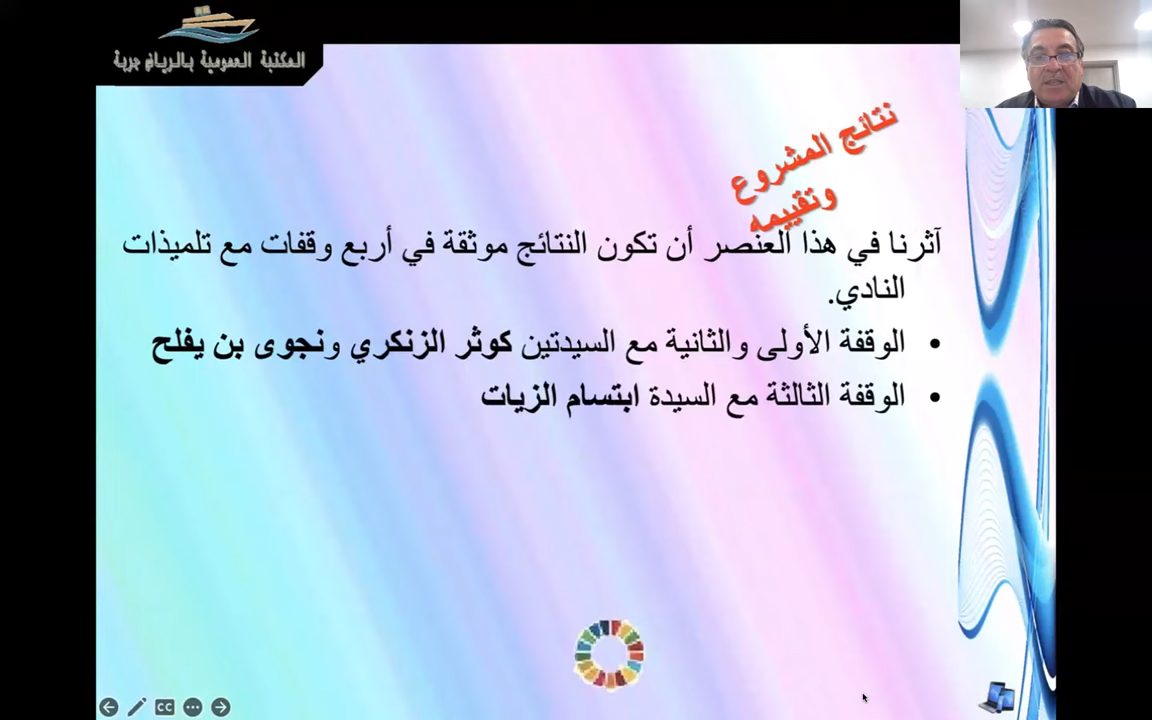 المكتبة العمومية بالرياض جربة
نتائج المشروع
وتقييمه
آثرنا في هذا العنصر أن تكون النتائج موثقة في أربع وقفات مع تلميذات
النادي.
• الوقفة الأولى والثانية مع السيدتين كوثر الزنكري ونجوى بن يفلح
• الوقفة الثالثة مع السيدة ابتسام الزيات
CC